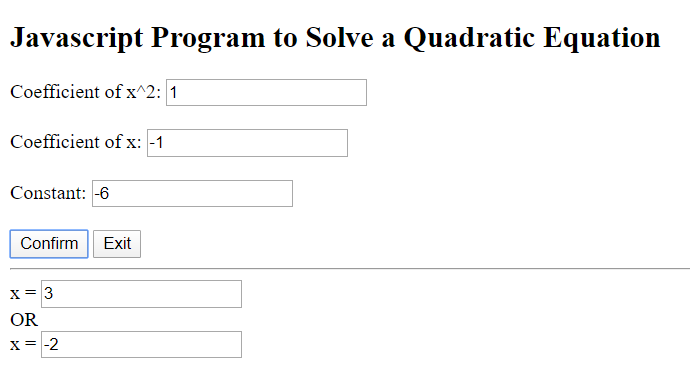 Javascript Program to Solve a Quadratic Equation
Coefficient of x^2: 1
Coefficient of x: -1
Constant: -6
Confirm Exit
x = 3
OR
x = -2